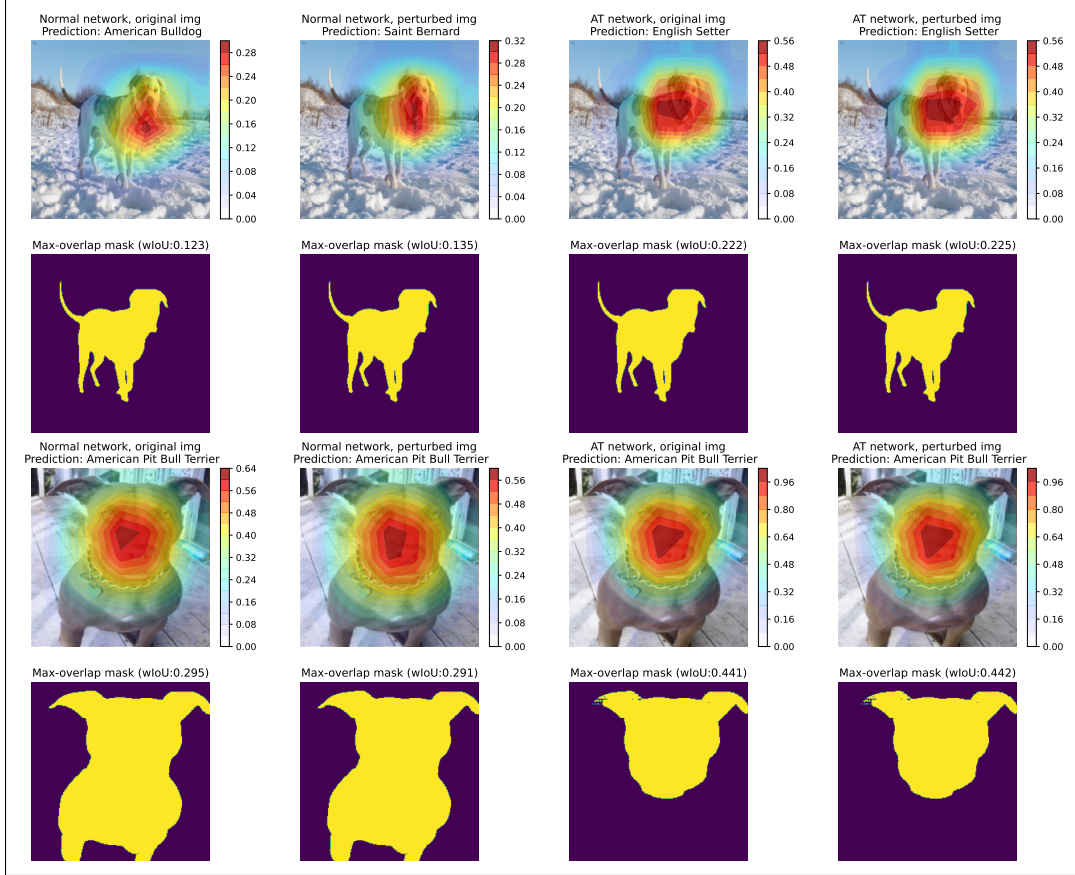 Normal network, original img
Prediction: American Bulldog
Normal network, perturbed img
Prediction: Saint Bernard
AT network, original img
Prediction: English Setter
AT network, perturbed img
Prediction: English Setter
0.28
0.24
0.20
0.16
0.12
0.08
0.04
0.00
0.32
0.28
0.24
0.20
0.16
0.12
0.08
0.04
0.00
0.56
0.48
0.40
0.32
0.24
0.16
0.08
0.00
0.56
0.48
0.40
0.32
0.24
0.16
0.08
0.00
Max-overlap mask (wIoU:0.123)
Max-overlap mask (wIoU:0.135)
Max-overlap mask (wIoU:0.222)
Max-overlap mask (wIoU:0.225)
Normal network, original img
Prediction: American Pit Bull Terrier
Normal network, perturbed img
Prediction: American Pit Bull Terrier
AT network, original img
Prediction: American Pit Bull Terrier
AT network, perturbed img
Prediction: American Pit Bull Terrier
0.64
0.56
0.48
0.40
0.32
0.24
0.16
0.08
0.00
0.56
0.48
0.40
0.32
0.24
0.16
0.08
0.00
0.96
0.80
0.64
0.48
0.32
0.16
0.00
0.96
0.80
0.64
0.48
0.32
0.16
0.00
Max-overlap mask (wIoU:0.295)
Max-overlap mask (wIoU:0.291)
Max-overlap mask (wIoU:0.441)
Max-overlap mask (wIoU:0.442)